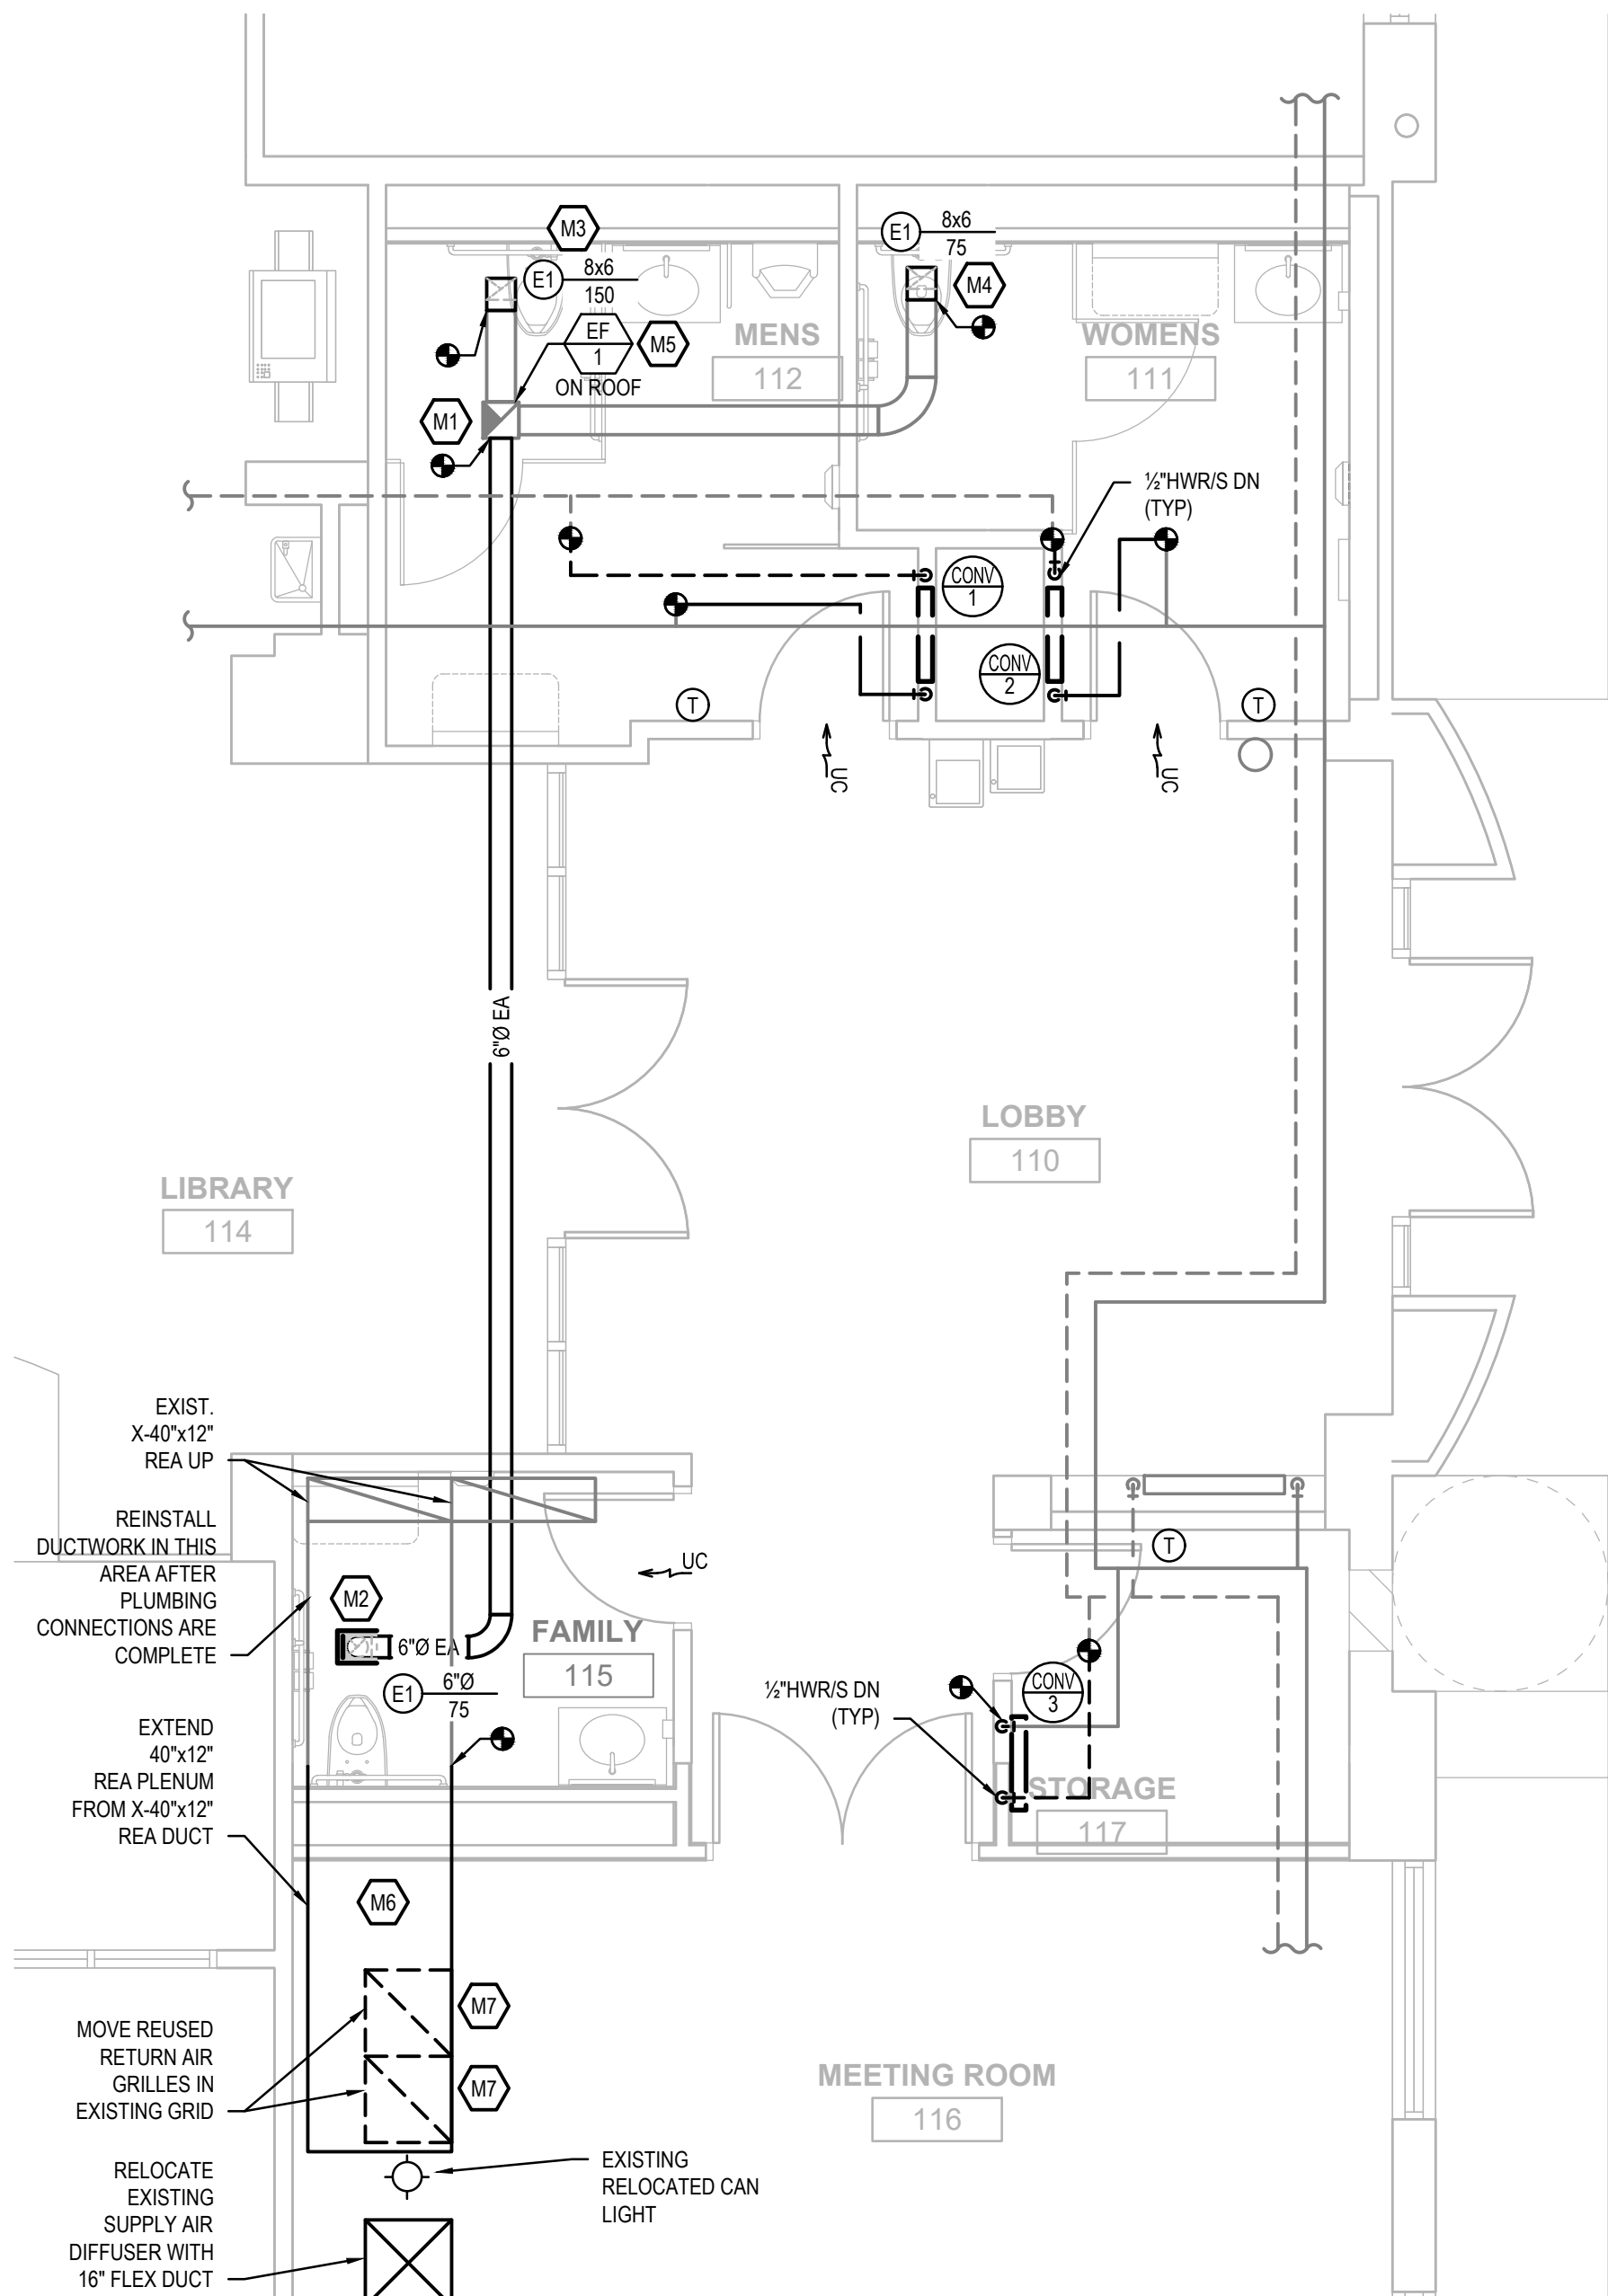 M3
E1
8x6
150
E1
8x6
75
M4
EF
1
M5
ON ROOF
MENS
112
WOMENS
111
M1
½"HWR/S DN
(TYP)
CONV
1
CONV
2
T
T
UC
UC
6"Ø EA
LOBBY
110
LIBRARY
114
EXIST.
X-40"x12"
REA UP
REINSTALL
DUCTWORK IN THIS
AREA AFTER
PLUMBING
CONNECTIONS ARE
COMPLETE
M2
6"Ø EA
UC
FAMILY
115
E1
6"Ø
75
T
½"HWR/S DN
(TYP)
CONV
3
STORAGE
117
EXTEND
40"x12"
REA PLENUM
FROM X-40"x12"
REA DUCT
M6
M7
M7
MOVE REUSED
RETURN AIR
GRILLES IN
EXISTING GRID
MEETING ROOM
116
EXISTING
RELOCATED CAN
LIGHT
RELOCATE
EXISTING
SUPPLY AIR
DIFFUSER WITH
16" FLEX DUCT